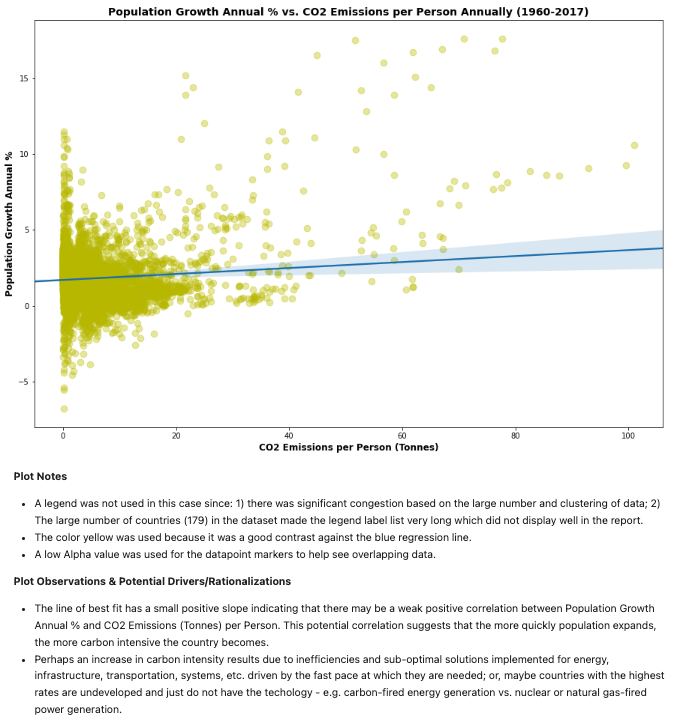 Population Growth Annual % vs. CO2 Emissions per Person Annually (1960-2017)
Population Growth Annual %
15
10
5
0
−5
0 20 40 60 80 100
CO2 Emissions per Person (Tonnes)
Plot Notes
• A legend was not used in this case since: 1) there was significant congestion based on the large number and clustering of data; 2)
The large number of countries (179) in the dataset made the legend label list very long which did not display well in the report.
• The color yellow was used because it was a good contrast against the blue regression line.
• A low Alpha value was used for the datapoint markers to help see overlapping data.
Plot Observations & Potential Drivers/Rationalizations
• The line of best fit has a small positive slope indicating that there may be a weak positive correlation between Population Growth
Annual % and CO2 Emissions (Tonnes) per Person. This potential correlation suggests that the more quickly population expands,
the more carbon intensive the country becomes.
• Perhaps an increase in carbon intensity results due to inefficiencies and sub-optimal solutions implemented for energy,
infrastructure, transportation, systems, etc. driven by the fast pace at which they are needed; or, maybe countries with the highest
rates are undeveloped and just do not have the techology - e.g. carbon-fired energy generation vs. nuclear or natural gas-fired
power generation.